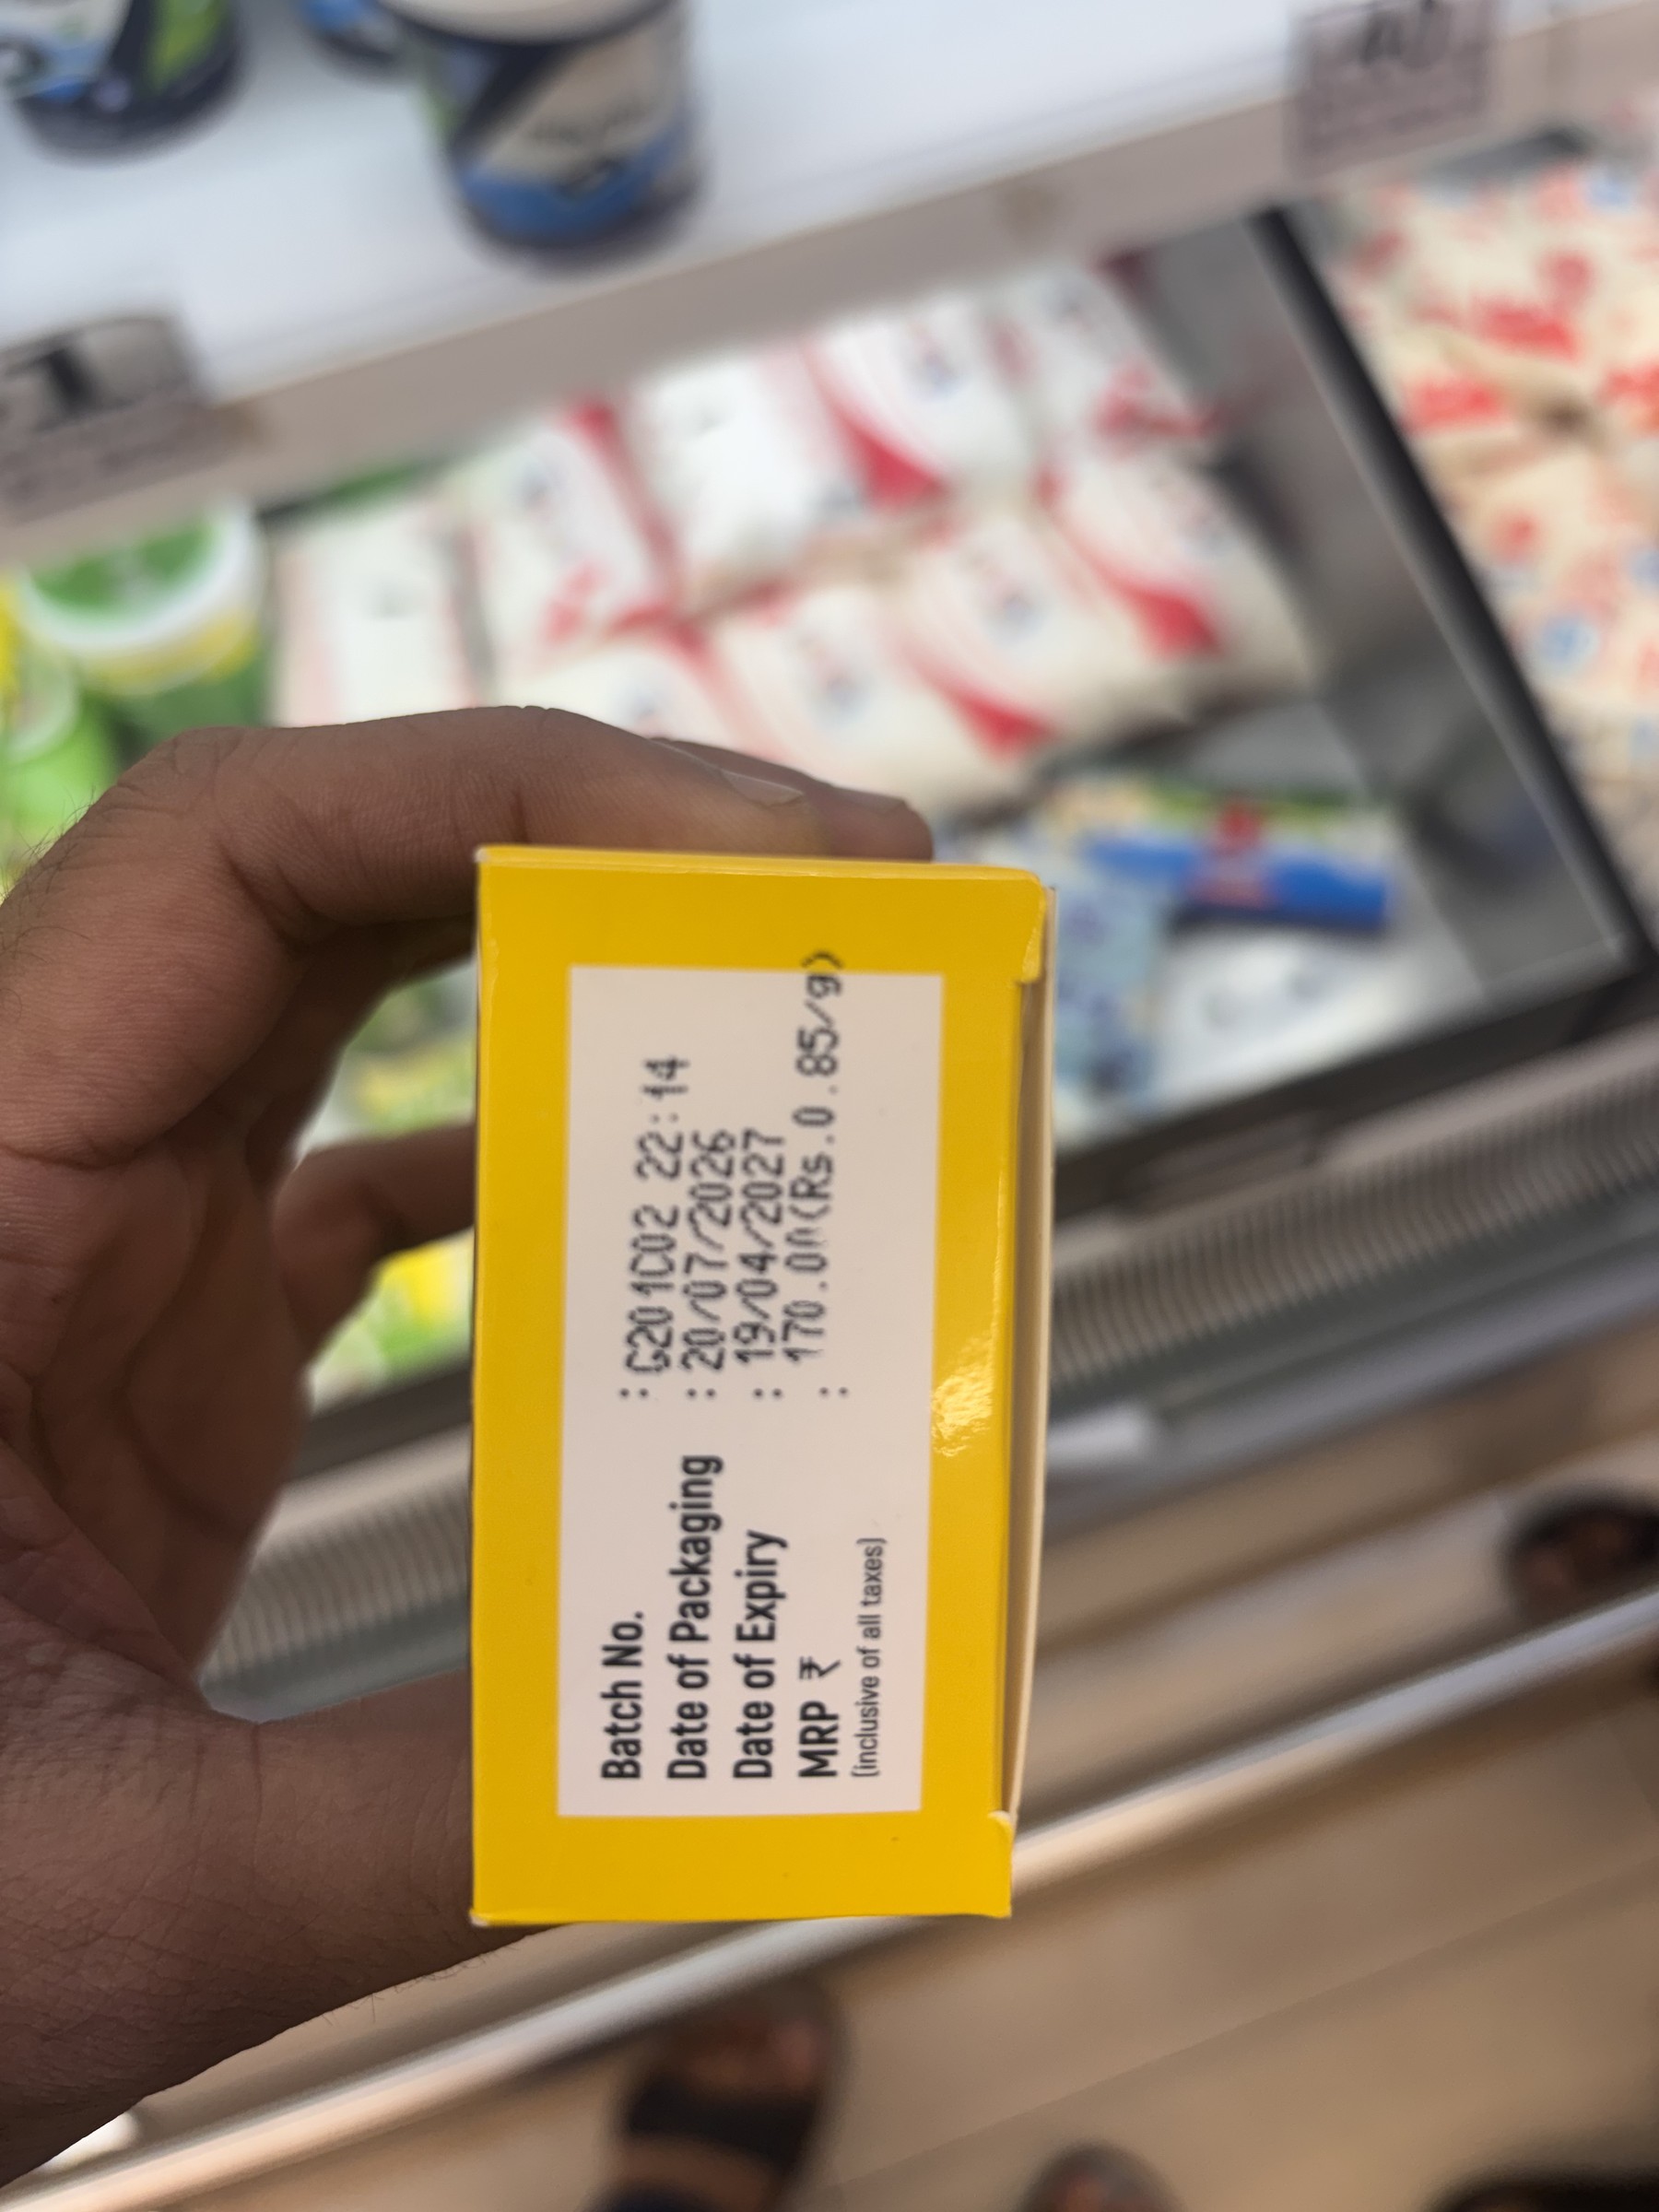 Batch No. : G201C02 22:14
Date of Packaging : 20/07/2026
Date of Expiry : 19/04/2027
MRP ₹ : 170.00(Rs.0.85/g)
(inclusive of all taxes)